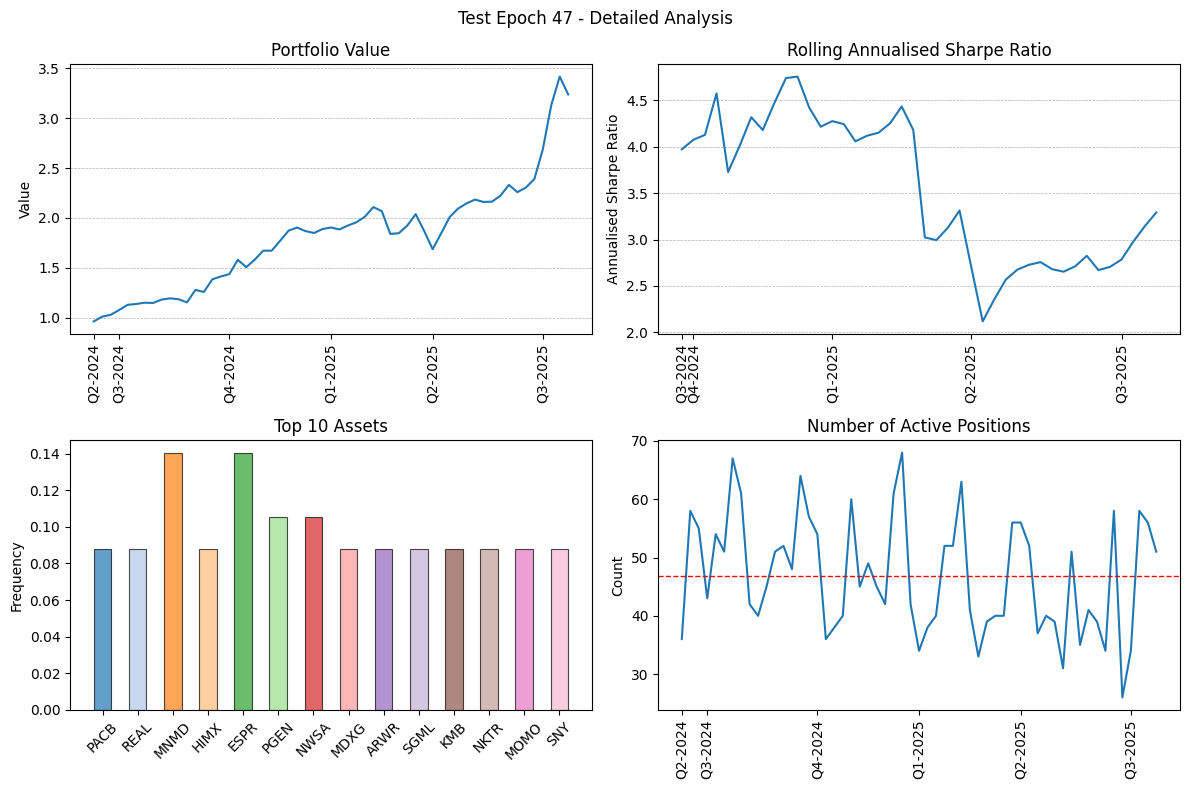 Test Epoch 47 - Detailed Analysis
Portfolio Value
Value
3.5
3.0
2.5
2.0
1.5
1.0
Q2-2024
Q3-2024
Q4-2024
Q1-2025
Q2-2025
Q3-2025
Rolling Annualised Sharpe Ratio
Annualised Sharpe Ratio
4.5
4.0
3.5
3.0
2.5
2.0
Q3-2024
Q4-2024
Q1-2025
Q2-2025
Q3-2025
Top 10 Assets
Frequency
0.14
0.12
0.10
0.08
0.06
0.04
0.02
0.00
PACB
REAL
MNMD
HIMX
ESPR
PGEN
NWSA
MDXG
ARWR
SGML
KMB
NKTR
MOMO
SNY
Number of Active Positions
Count
70
60
50
40
30
Q2-2024
Q3-2024
Q4-2024
Q1-2025
Q2-2025
Q3-2025